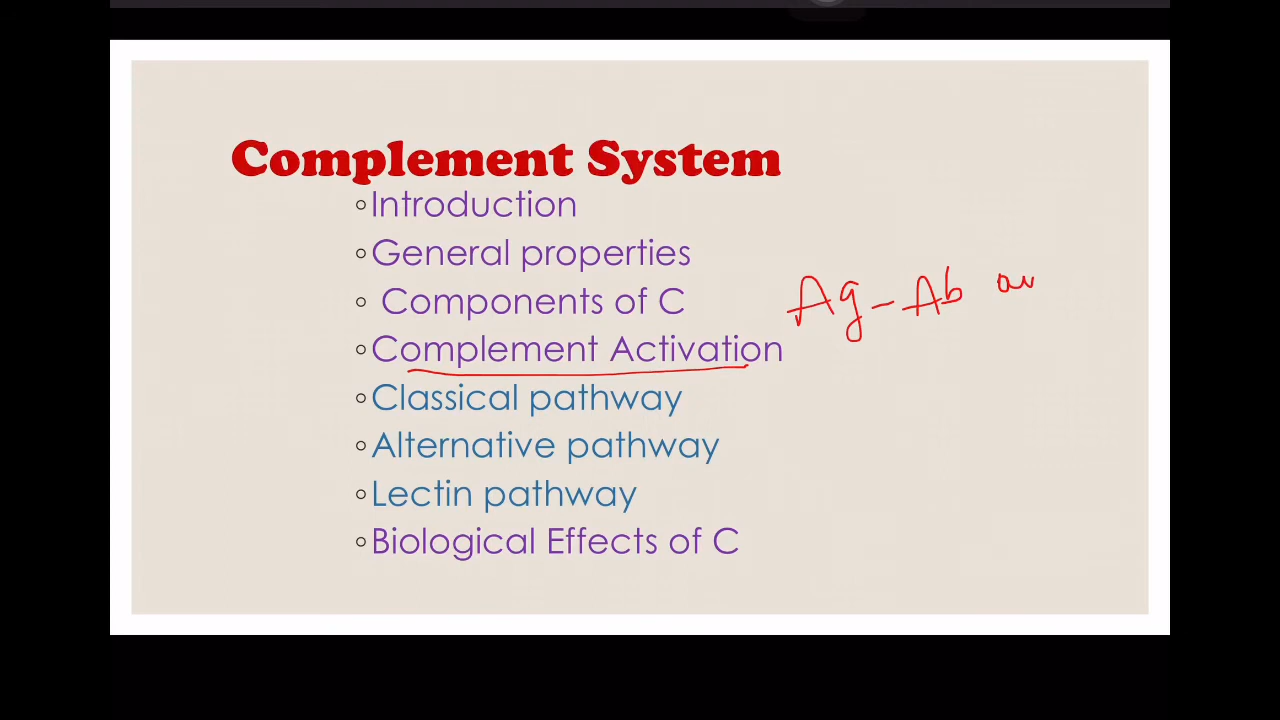 Complement System
◦Introduction
◦General properties
◦ Components of C
Ag-Ab
◦Complement Activation
◦Classical pathway
◦Alternative pathway
◦Lectin pathway
◦Biological Effects of C